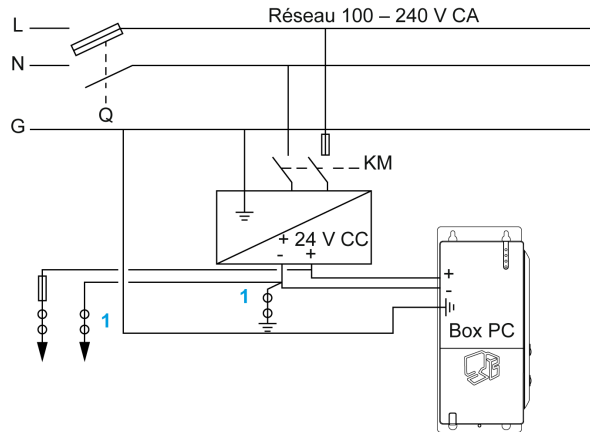 Réseau 100 – 240 V CA
L
N
Q
G
KM
+ 24 V CC
- +
1
1
+
-
Box PC